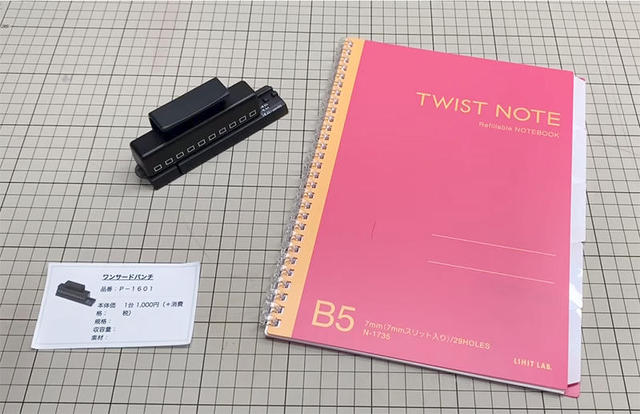 TWIST NOTE
Refillable NOTEBOOK
B5
7mm(7mmスリット入り)/29HOLES
N-1735
LIHIT LAB.
ワンサードパンチ
品番:P-1601
本体価格: 1台 1,000円(+消費税)
規格:
収容量:
素材: